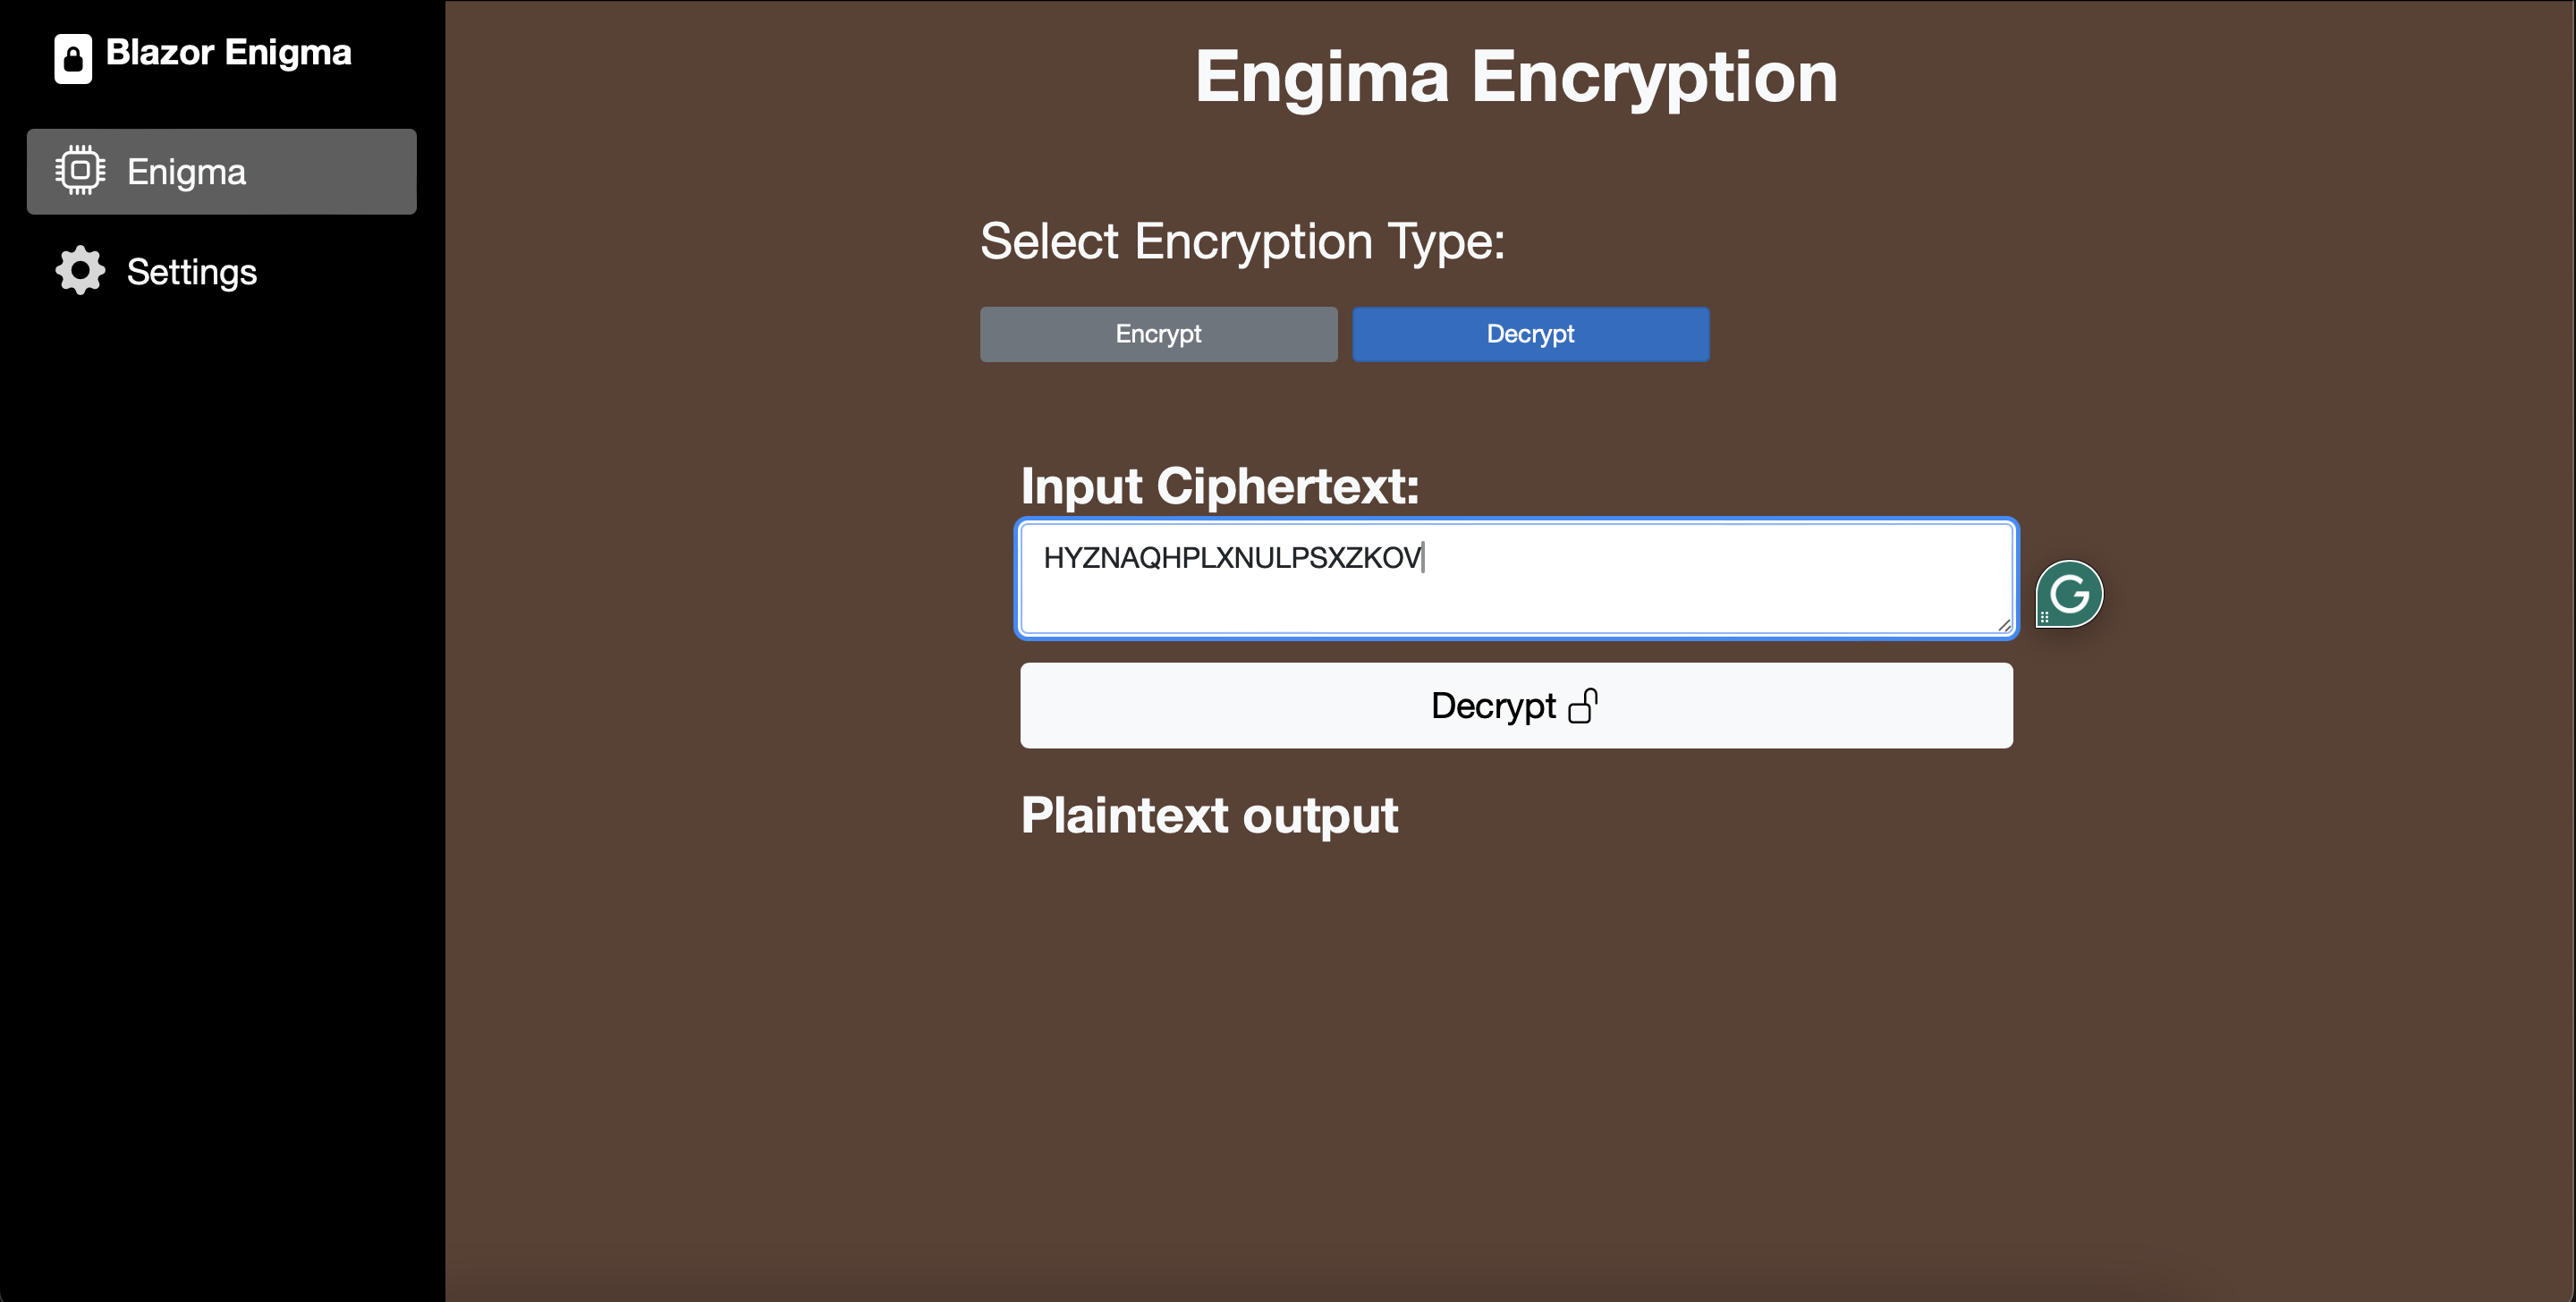 Blazor Enigma
Enigma
Settings
Engima Encryption
Select Encryption Type:
Encrypt Decrypt
Input Ciphertext:
HYZNAQHPLXNULPSXZKOV
G
Decrypt
Plaintext output